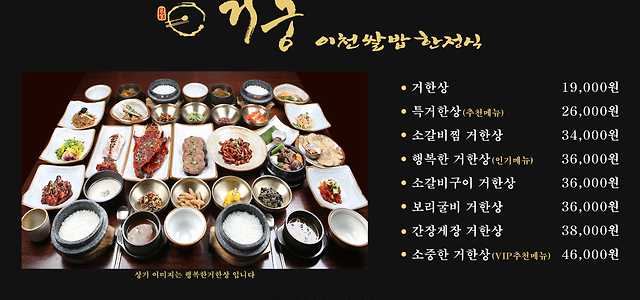 거궁 이천쌀밥 한정식
거한상 19,000원
특거한상(추천메뉴) 26,000원
소갈비찜 거한상 34,000원
행복한 거한상(인기메뉴) 36,000원
소갈비구이 거한상 36,000원
보리굴비 거한상 36,000원
간장게장 거한상 38,000원
소중한 거한상(VIP추천메뉴) 46,000원
상기 이미지는 행복한거한상 입니다